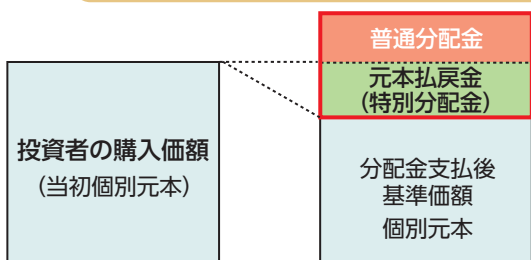 普通分配金
元本払戻金
（特別分配金）
投資者の購入価額
（当初個別元本）
分配金支払後
基準価額
個別元本